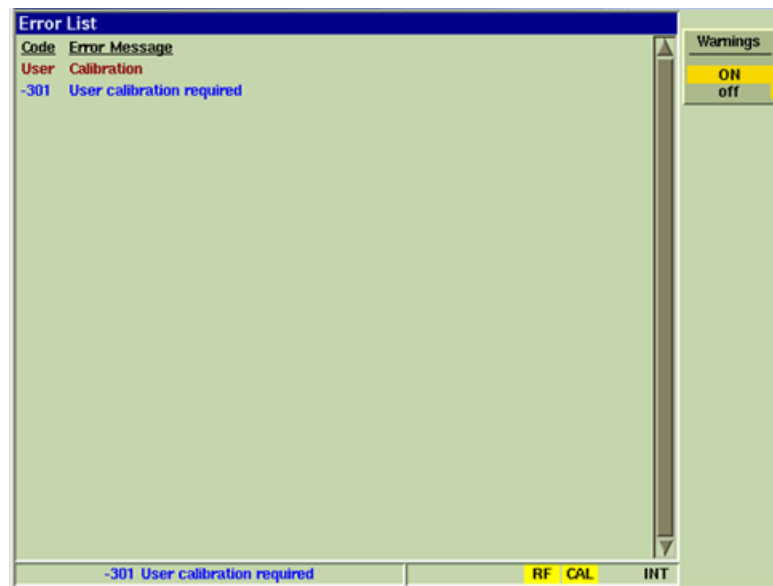 Error List
Code Error Message
User Calibration
-301 User calibration required
Warnings
ON
off
-301 User calibration required
RF CAL INT